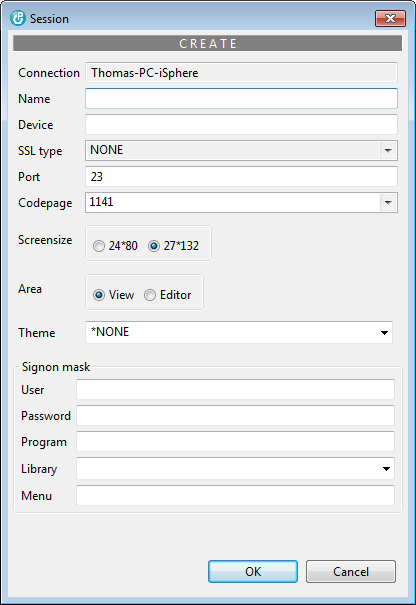 Session
CREATE
Connection Thomas-PC-iSphere
Name
Device
SSL type NONE
Port 23
Codepage 1141
Screensize 24*80 27*132
Area View Editor
Theme *NONE
Signon mask
User
Password
Program
Library
Menu
OK Cancel